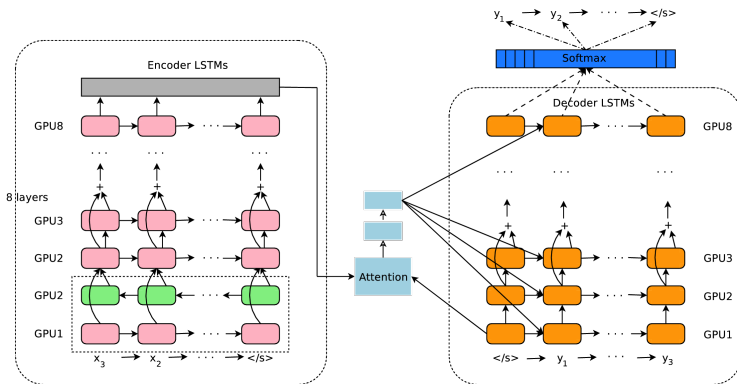 y1 y2 · · · </s>
Softmax
Encoder LSTMs
Decoder LSTMs
GPU8 · · · · · · GPU8
· · · · · · · · · · · ·
+ + +
8 layers
GPU3 · · ·
+ + +
GPU2 · · · · · · GPU3
Attention
GPU2 · · · · · · GPU2
GPU1 · · · · · · GPU1
x3 x2 · · · </s>
</s> y1 · · · y3